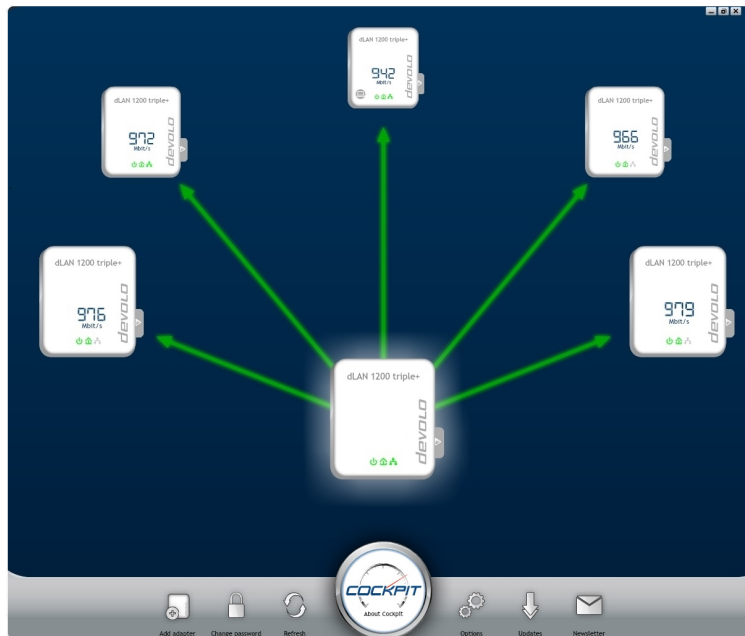 dLAN 1200 triple+
942
Mbit/s
devolo
dLAN 1200 triple+
972
Mbit/s
devolo
dLAN 1200 triple+
966
Mbit/s
devolo
dLAN 1200 triple+
976
Mbit/s
devolo
dLAN 1200 triple+
979
Mbit/s
devolo
dLAN 1200 triple+
devolo
COCKPIT
About Cockpit
Add adapter
Change password
Refresh
Options
Updates
Newsletter